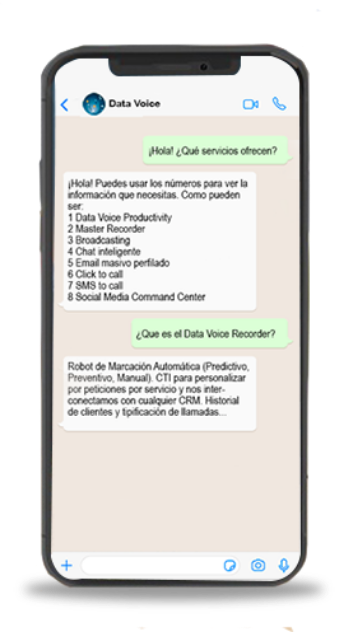 Data Voice
¡Hola! ¿Qué servicios ofrecen?
¡Hola! Puedes usar los números para ver la
información que necesitas. Como pueden
ser:
1 Data Voice Productivity
2 Master Recorder
3 Broadcasting
4 Chat inteligente
5 Email masivo perfilado
6 Click to call
7 SMS to call
8 Social Media Command Center
¿Que es el Data Voice Recorder?
Robot de Marcación Automática (Predictivo,
Preventivo, Manual). CTI para personalizar
por peticiones por servicio y nos inter-
conectamos con cualquier CRM. Historial
de clientes y tipificación de llamadas...